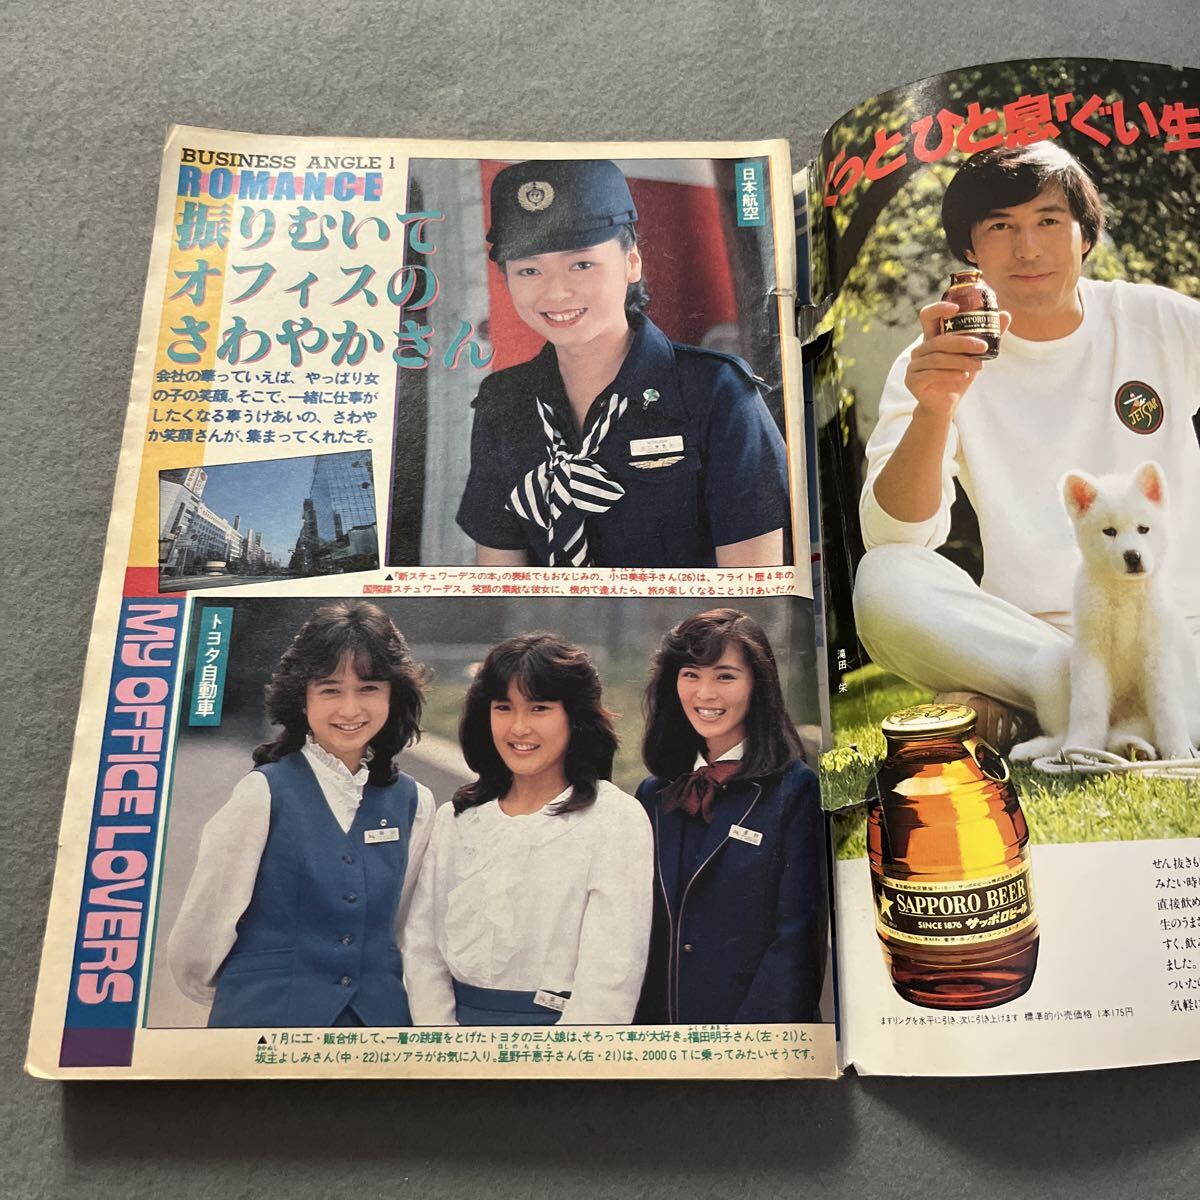 BUSINESS ANGLE 1
ROMANCE
振りむいて
オフィスの
さわやかさん
会社の華っていえば、やっぱり女
の子の笑顔。そこで、一緒に仕事が
したくなる事うけあいの、さわや
か笑顔さんが、集まってくれたぞ。
日本航空
▲『新スチュワーデスの本』の表紙でもおなじみの、小口美奈子さん(26)は、フライト歴4年の
国際線スチュワーデス。笑顔の素敵な彼女に、機内で逢えたら、旅が楽しくなることうけあいだ!!
MY OFFICE LOVERS
トヨタ自動車
▲7月に工・販合併して、一層の跳躍をとげたトヨタの三人娘は、そろって車が大好き。福田明子さん(左・21)と、
坂主よしみさん(中・22)はソアラがお気に入り。星野千恵子さん(右・21)は、2000GTに乗ってみたいそうです。
っとひと息「ぐい生
SAPPORO BEER
JET STAR
滝田 栄
SAPPORO BEER
SINCE 1876 サッポロビール
せん抜きも
みたい時
直接飲め
生のうまさ
すく、飲み
ました。
ついたら
気軽に
まずリングを水平に引き、次に引き上げます 標準的小売価格 1本175円